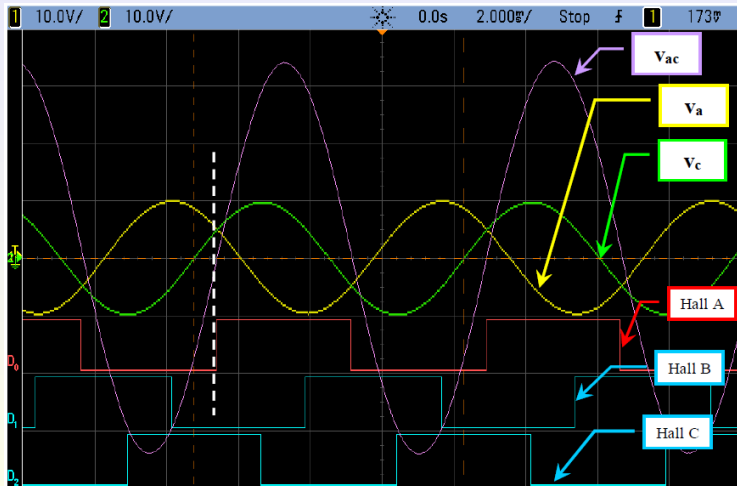 1 10.0V/ 2 10.0V/ 0.0s 2.000m/ Stop 1 173
vac
va
vc
Hall A
D0
Hall B
D1
Hall C
D2